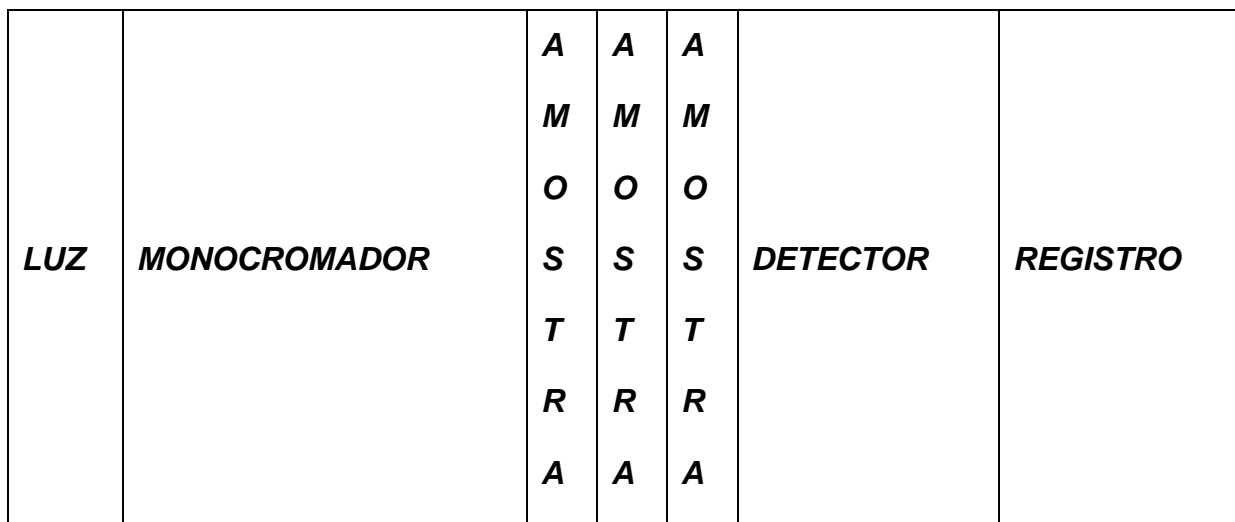 LUZ
MONOCROMADOR
AMOSTRA
AMOSTRA
AMOSTRA
DETECTOR
REGISTRO